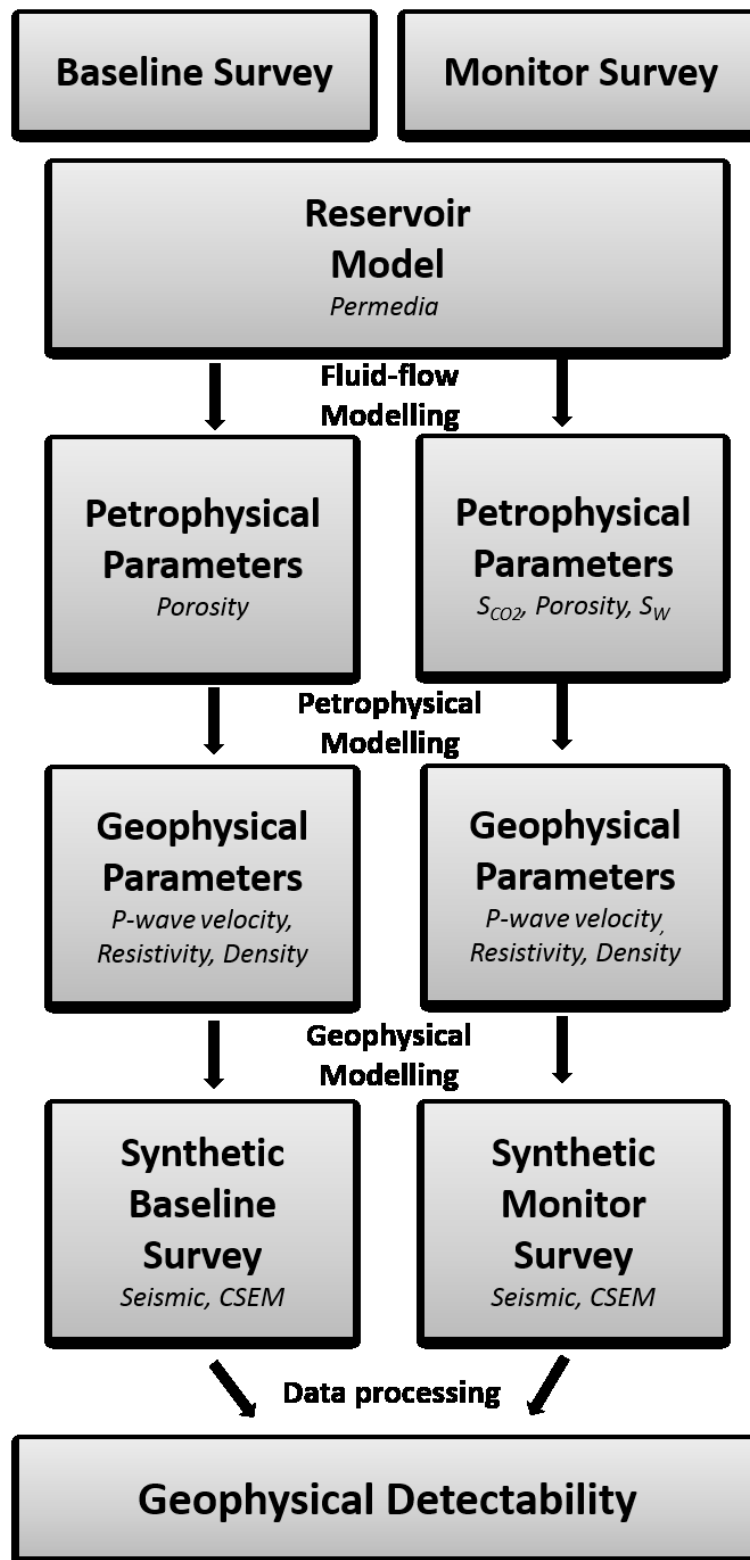 Baseline Survey
Monitor Survey
Reservoir
Model
Permedia
Fluid-flow
Modelling
Petrophysical
Parameters
Porosity
Petrophysical
Parameters
S_CO2, Porosity, S_W
Petrophysical
Modelling
Geophysical
Parameters
P-wave velocity,
Resistivity, Density
Geophysical
Parameters
P-wave velocity,
Resistivity, Density
Geophysical
Modelling
Synthetic
Baseline
Survey
Seismic, CSEM
Synthetic
Monitor
Survey
Seismic, CSEM
Data processing
Geophysical Detectability